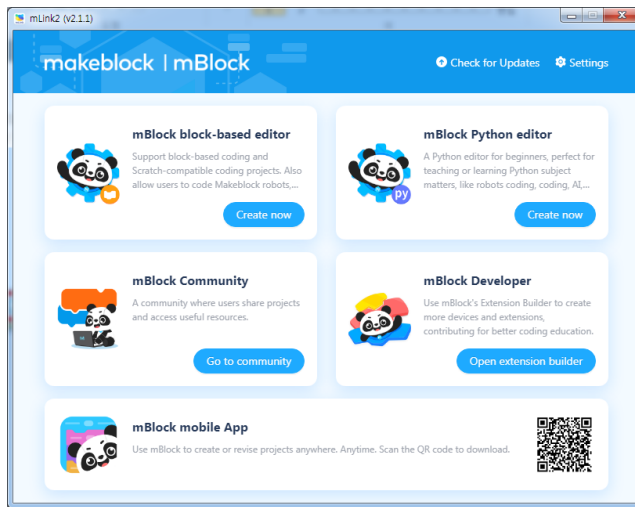 mLink2 (v2.1.1)
makeblock | mBlock
Check for Updates
Settings
mBlock block-based editor
Support block-based coding and
Scratch-compatible coding projects. Also
allow users to code Makeblock robots,...
Create now
mBlock Python editor
A Python editor for beginners, perfect for
teaching or learning Python subject
matters, like robots coding, coding, AI,...
py
Create now
mBlock Community
A community where users share projects
and access useful resources.
Go to community
mBlock Developer
Use mBlock's Extension Builder to create
more devices and extensions,
contributing for better coding education.
Open extension builder
mBlock mobile App
Use mBlock to create or revise projects anywhere. Anytime. Scan the QR code to download.